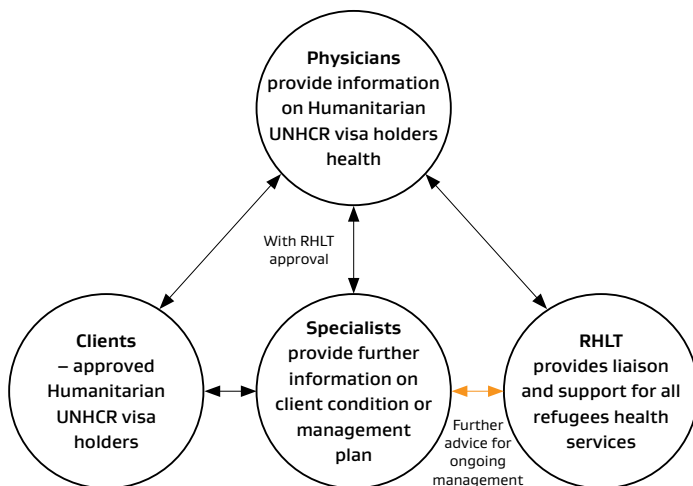 Physicians
provide information
on Humanitarian
UNHCR visa holders
health
With RHLT
approval
Clients
– approved
Humanitarian
UNHCR visa
holders
Specialists
provide further
information on
client condition or
management
plan
Further
advice for
ongoing
management
RHLT
provides liaison
and support for all
refugees health
services